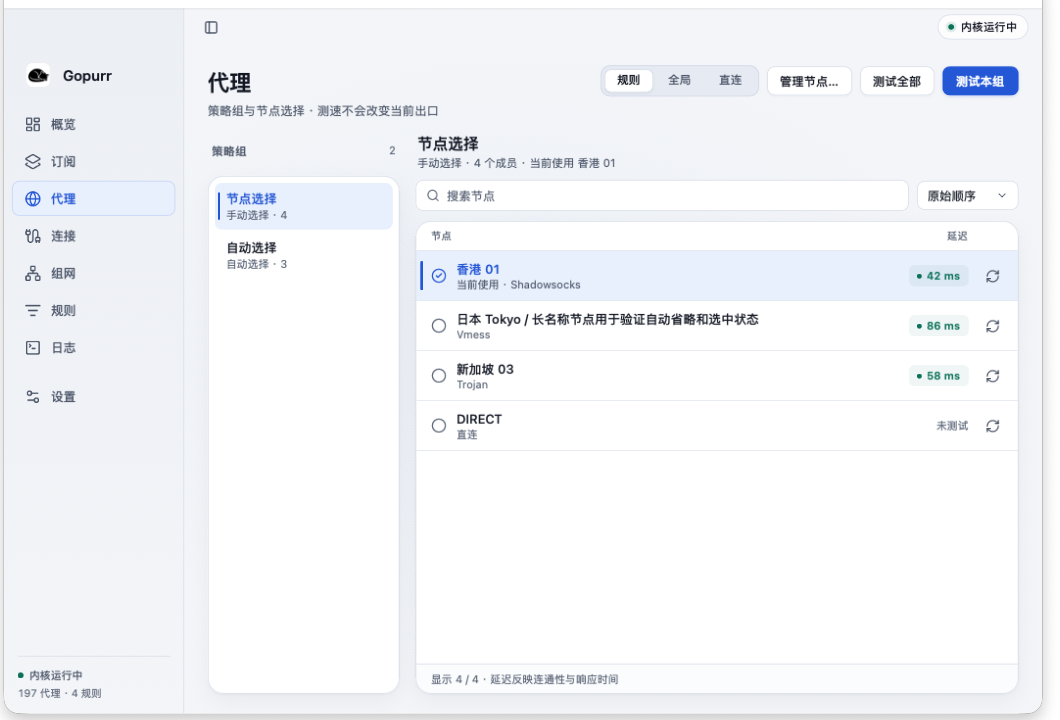 内核运行中
Gopurr
概览
订阅
代理
连接
组网
规则
日志
设置
内核运行中
197 代理 · 4 规则
代理
策略组与节点选择 · 测速不会改变当前出口
规则
全局
直连
管理节点...
测试全部
测试本组
策略组
2
节点选择
手动选择 · 4
自动选择
自动选择 · 3
节点选择
手动选择 · 4 个成员 · 当前使用 香港 01
搜索节点
原始顺序
节点
延迟
香港 01
当前使用 · Shadowsocks
42 ms
日本 Tokyo / 长名称节点用于验证自动省略和选中状态
Vmess
86 ms
新加坡 03
Trojan
58 ms
DIRECT
直连
未测试
显示 4 / 4 · 延迟反映连通性与响应时间